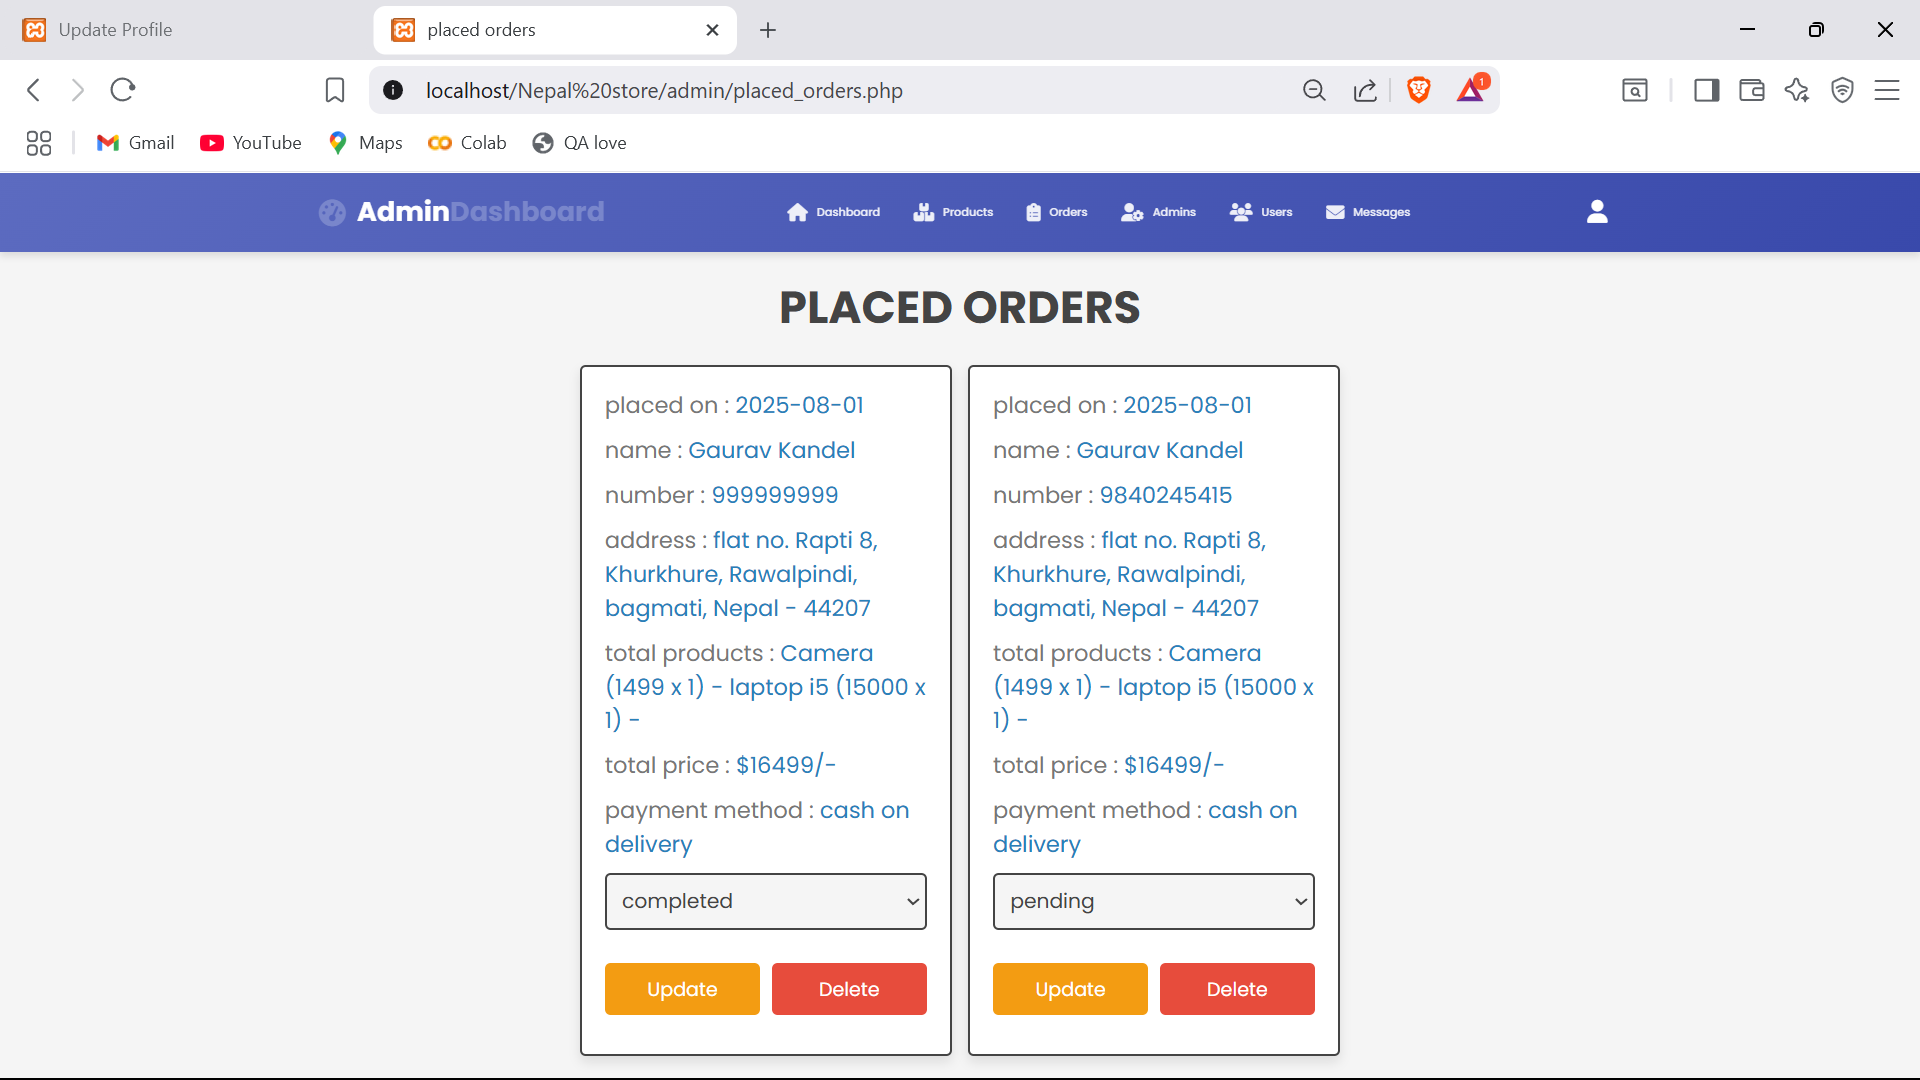 Update Profile
placed orders
localhost/Nepal%20store/admin/placed_orders.php
1
Gmail
YouTube
Maps
Colab
QA love
AdminDashboard
Dashboard
Products
Orders
Admins
Users
Messages
PLACED ORDERS
placed on : 2025-08-01
name : Gaurav Kandel
number : 999999999
address : flat no. Rapti 8,
Khurkhure, Rawalpindi,
bagmati, Nepal - 44207
total products : Camera
(1499 x 1) - laptop i5 (15000 x
1) -
total price : $16499/-
payment method : cash on
delivery
completed
Update
Delete
placed on : 2025-08-01
name : Gaurav Kandel
number : 9840245415
address : flat no. Rapti 8,
Khurkhure, Rawalpindi,
bagmati, Nepal - 44207
total products : Camera
(1499 x 1) - laptop i5 (15000 x
1) -
total price : $16499/-
payment method : cash on
delivery
pending
Update
Delete